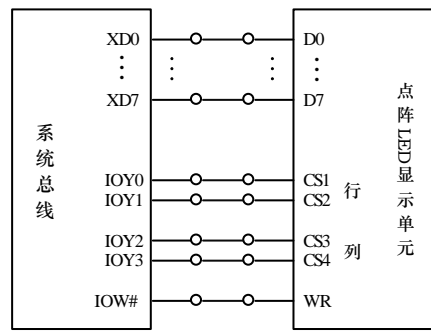 系统总线
XD0 D0
XD7 D7
IOY0 CS1
行
IOY1 CS2
IOY2 CS3
列
IOY3 CS4
IOW# WR
点阵LED显示单元